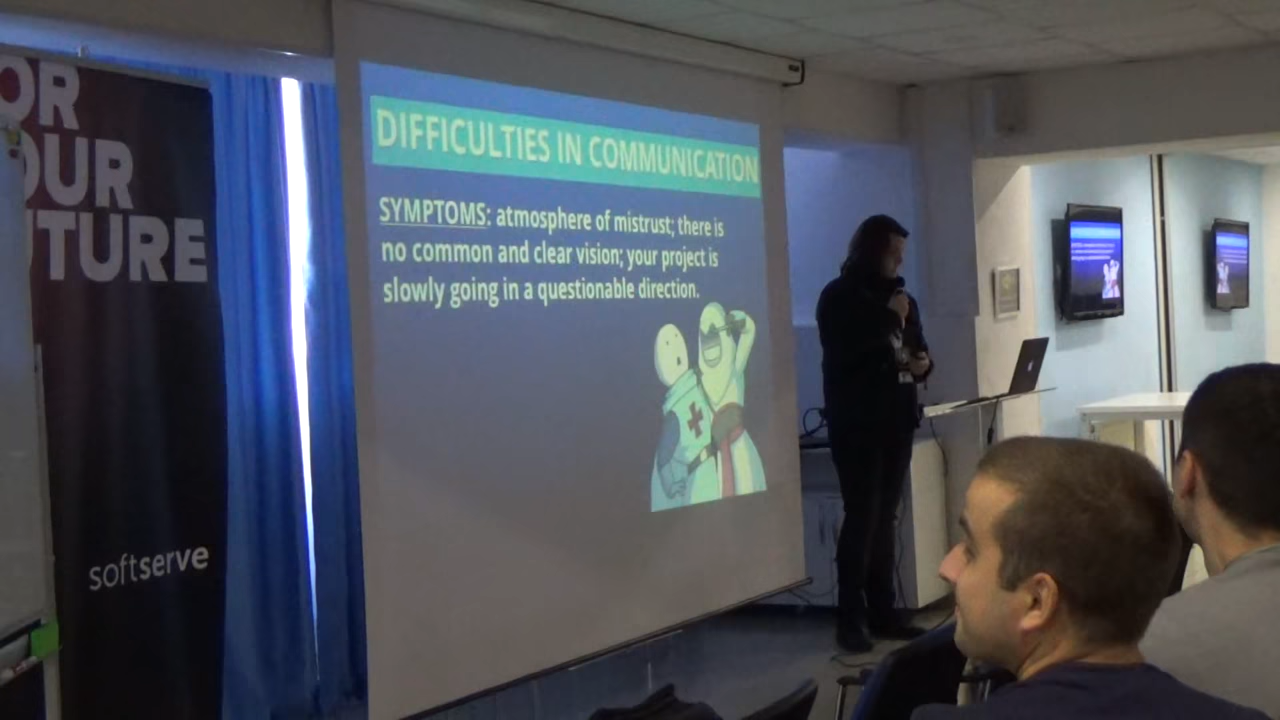 OR
OUR
UTURE
softserve
DIFFICULTIES IN COMMUNICATION
SYMPTOMS: atmosphere of mistrust; there is
no common and clear vision; your project is
slowly going in a questionable direction.